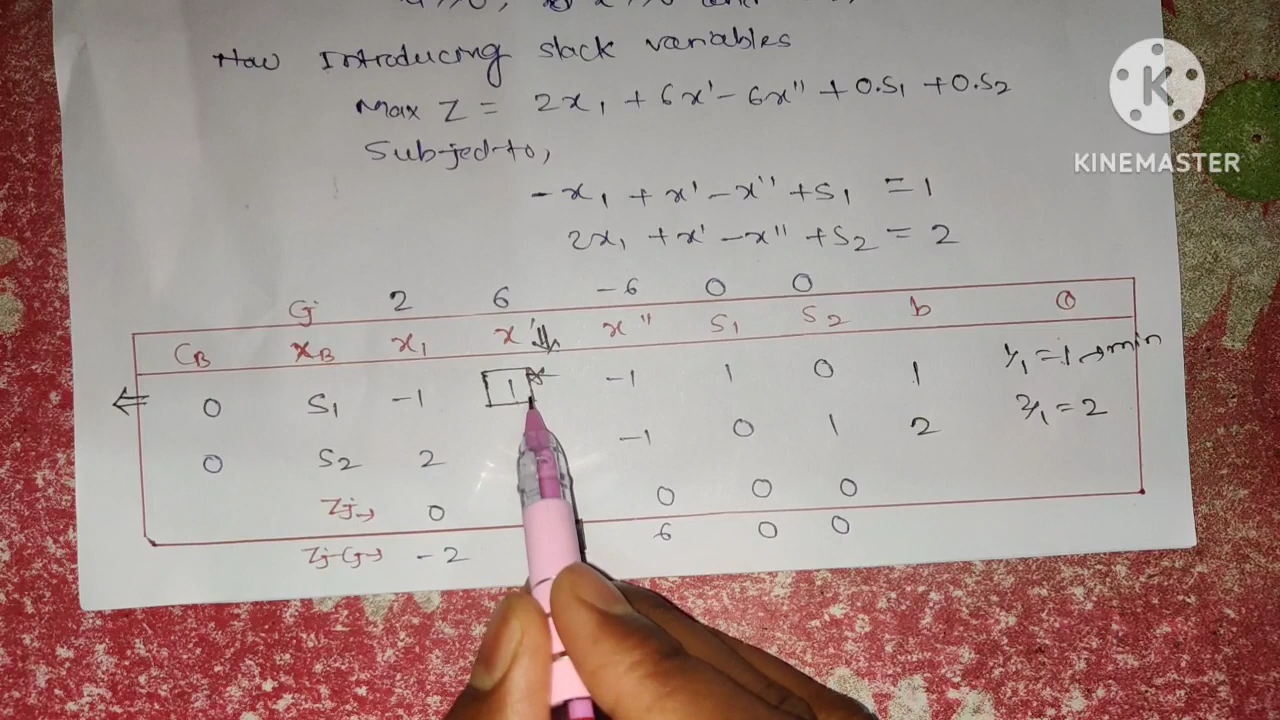 How Introducing slack variables
K
Max Z = 2x₁ + 6x' - 6x" + 0.S₁ + 0.S₂
KINEMASTER
Subject-to,
-x₁ + x' - x" + S₁ = 1
2x₁ + x' - x" + S₂ = 2
Cj 2 6 -6 0 0
CB XB x₁ x' x" S₁ S₂ b θ
0 S₁ -1 1 -1 1 0 1 1/1 = 1 → min
0 S₂ 2 -1 0 1 2 2/1 = 2
Zj→ 0 0 0 0
Zj-Cj→ -2 6 0 0